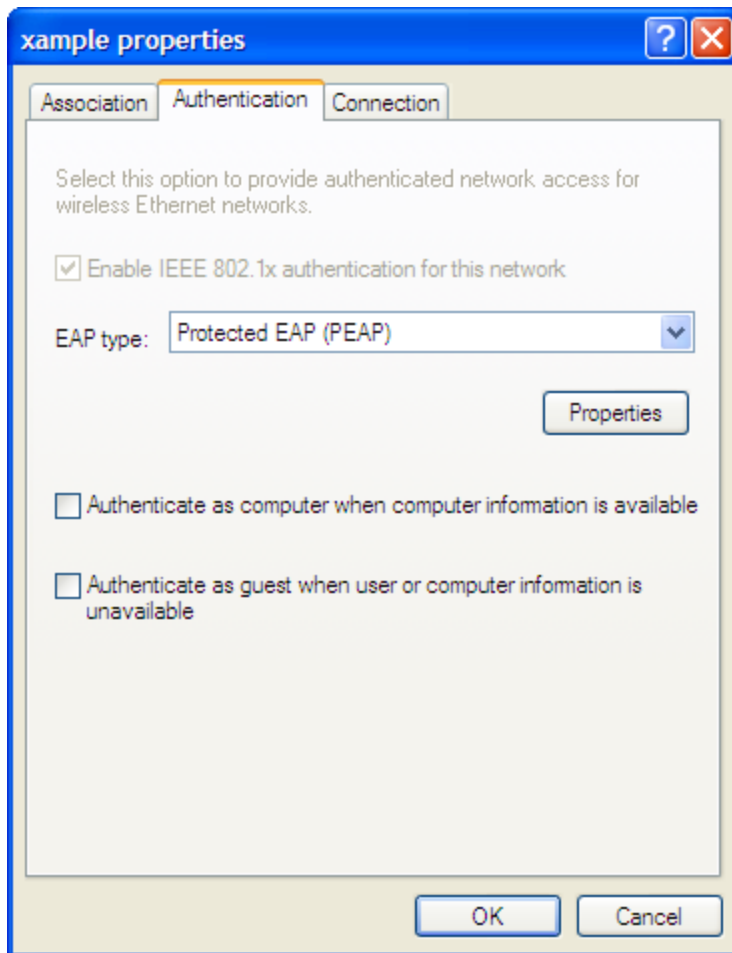 xample properties
Association Authentication Connection
Select this option to provide authenticated network access for
wireless Ethernet networks.
Enable IEEE 802.1x authentication for this network
EAP type: Protected EAP (PEAP)
Properties
Authenticate as computer when computer information is available
Authenticate as guest when user or computer information is
unavailable
OK Cancel